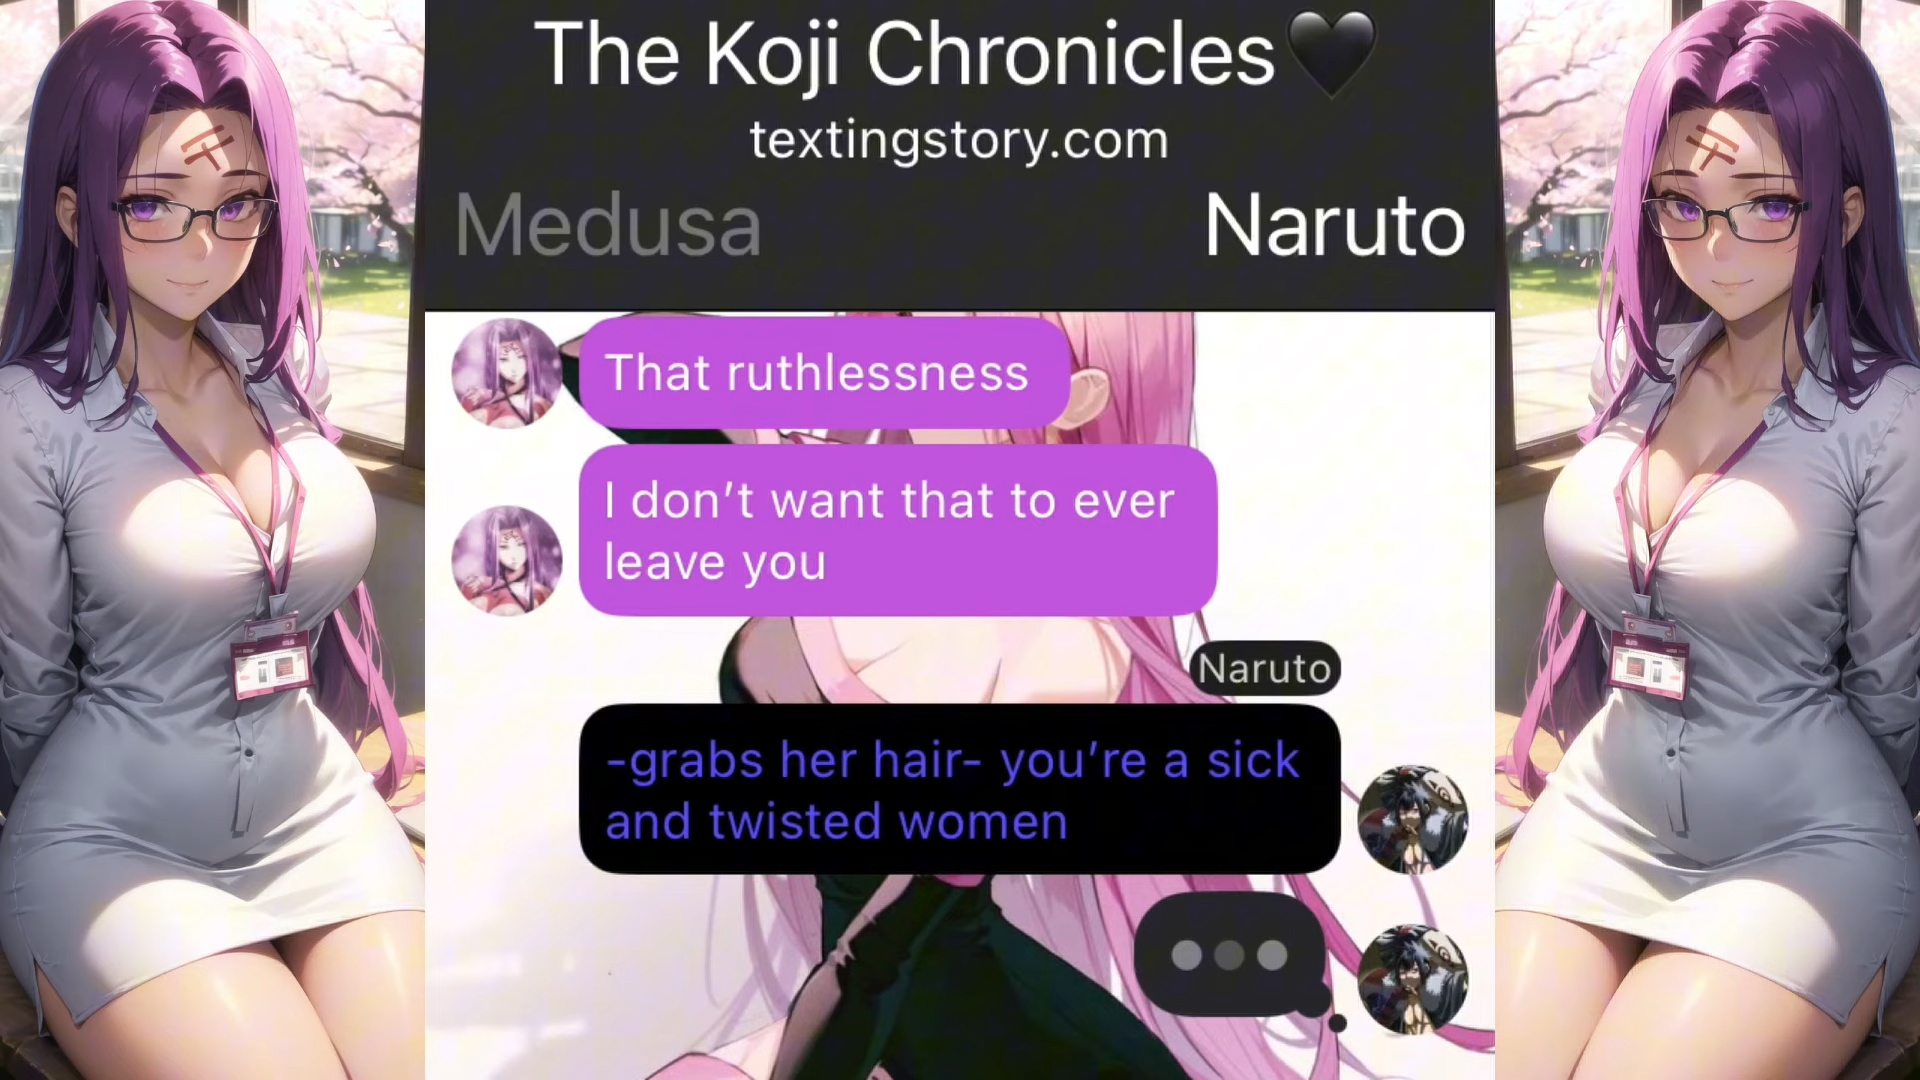 The Koji Chronicles🖤
textingstory.com
Medusa
Naruto
That ruthlessness
I don't want that to ever
leave you
Naruto
-grabs her hair- you're a sick
and twisted women